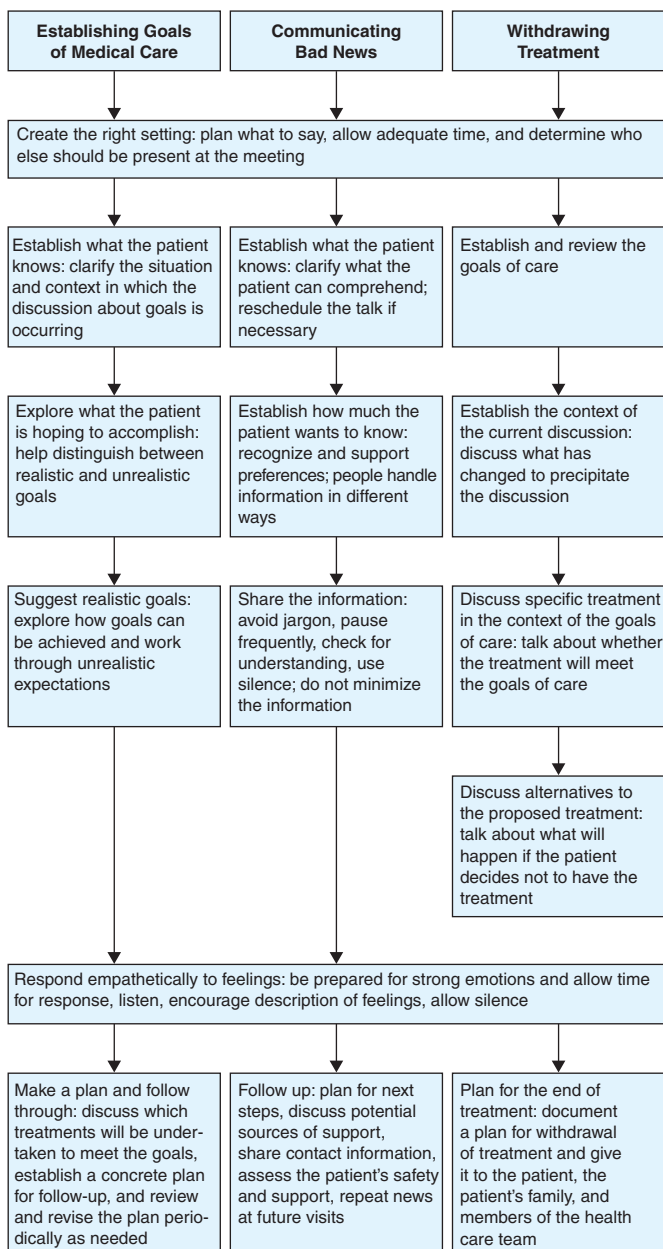 Establishing Goals
of Medical Care
Communicating
Bad News
Withdrawing
Treatment
Create the right setting: plan what to say, allow adequate time, and determine who
else should be present at the meeting
Establish what the patient
knows: clarify the situation
and context in which the
discussion about goals is
occurring
Establish what the patient
knows: clarify what the
patient can comprehend;
reschedule the talk if
necessary
Establish and review the
goals of care
Explore what the patient
is hoping to accomplish:
help distinguish between
realistic and unrealistic
goals
Establish how much the
patient wants to know:
recognize and support
preferences; people handle
information in different
ways
Establish the context of
the current discussion:
discuss what has
changed to precipitate
the discussion
Suggest realistic goals:
explore how goals can
be achieved and work
through unrealistic
expectations
Share the information:
avoid jargon, pause
frequently, check for
understanding, use
silence; do not minimize
the information
Discuss specific treatment
in the context of the goals
of care: talk about whether
the treatment will meet
the goals of care
Discuss alternatives to
the proposed treatment:
talk about what will
happen if the patient
decides not to have the
treatment
Respond empathetically to feelings: be prepared for strong emotions and allow time
for response, listen, encourage description of feelings, allow silence
Make a plan and follow
through: discuss which
treatments will be under-
taken to meet the goals,
establish a concrete plan
for follow-up, and review
and revise the plan perio-
dically as needed
Follow up: plan for next
steps, discuss potential
sources of support,
share contact information,
assess the patient's safety
and support, repeat news
at future visits
Plan for the end of
treatment: document
a plan for withdrawal
of treatment and give
it to the patient, the
patient's family, and
members of the health
care team